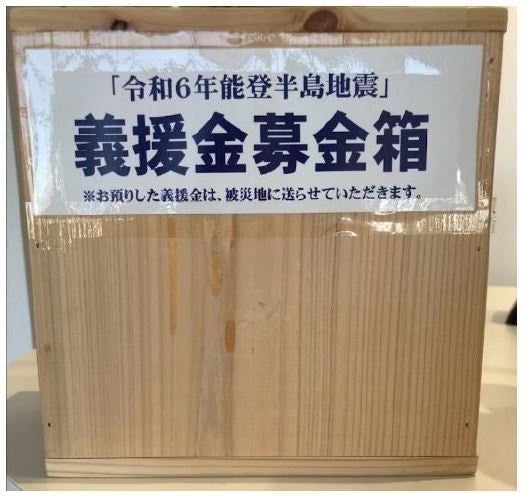 「令和6年能登半島地震」
義援金募金箱
※お預りした義援金は、被災地に送らせていただきます。